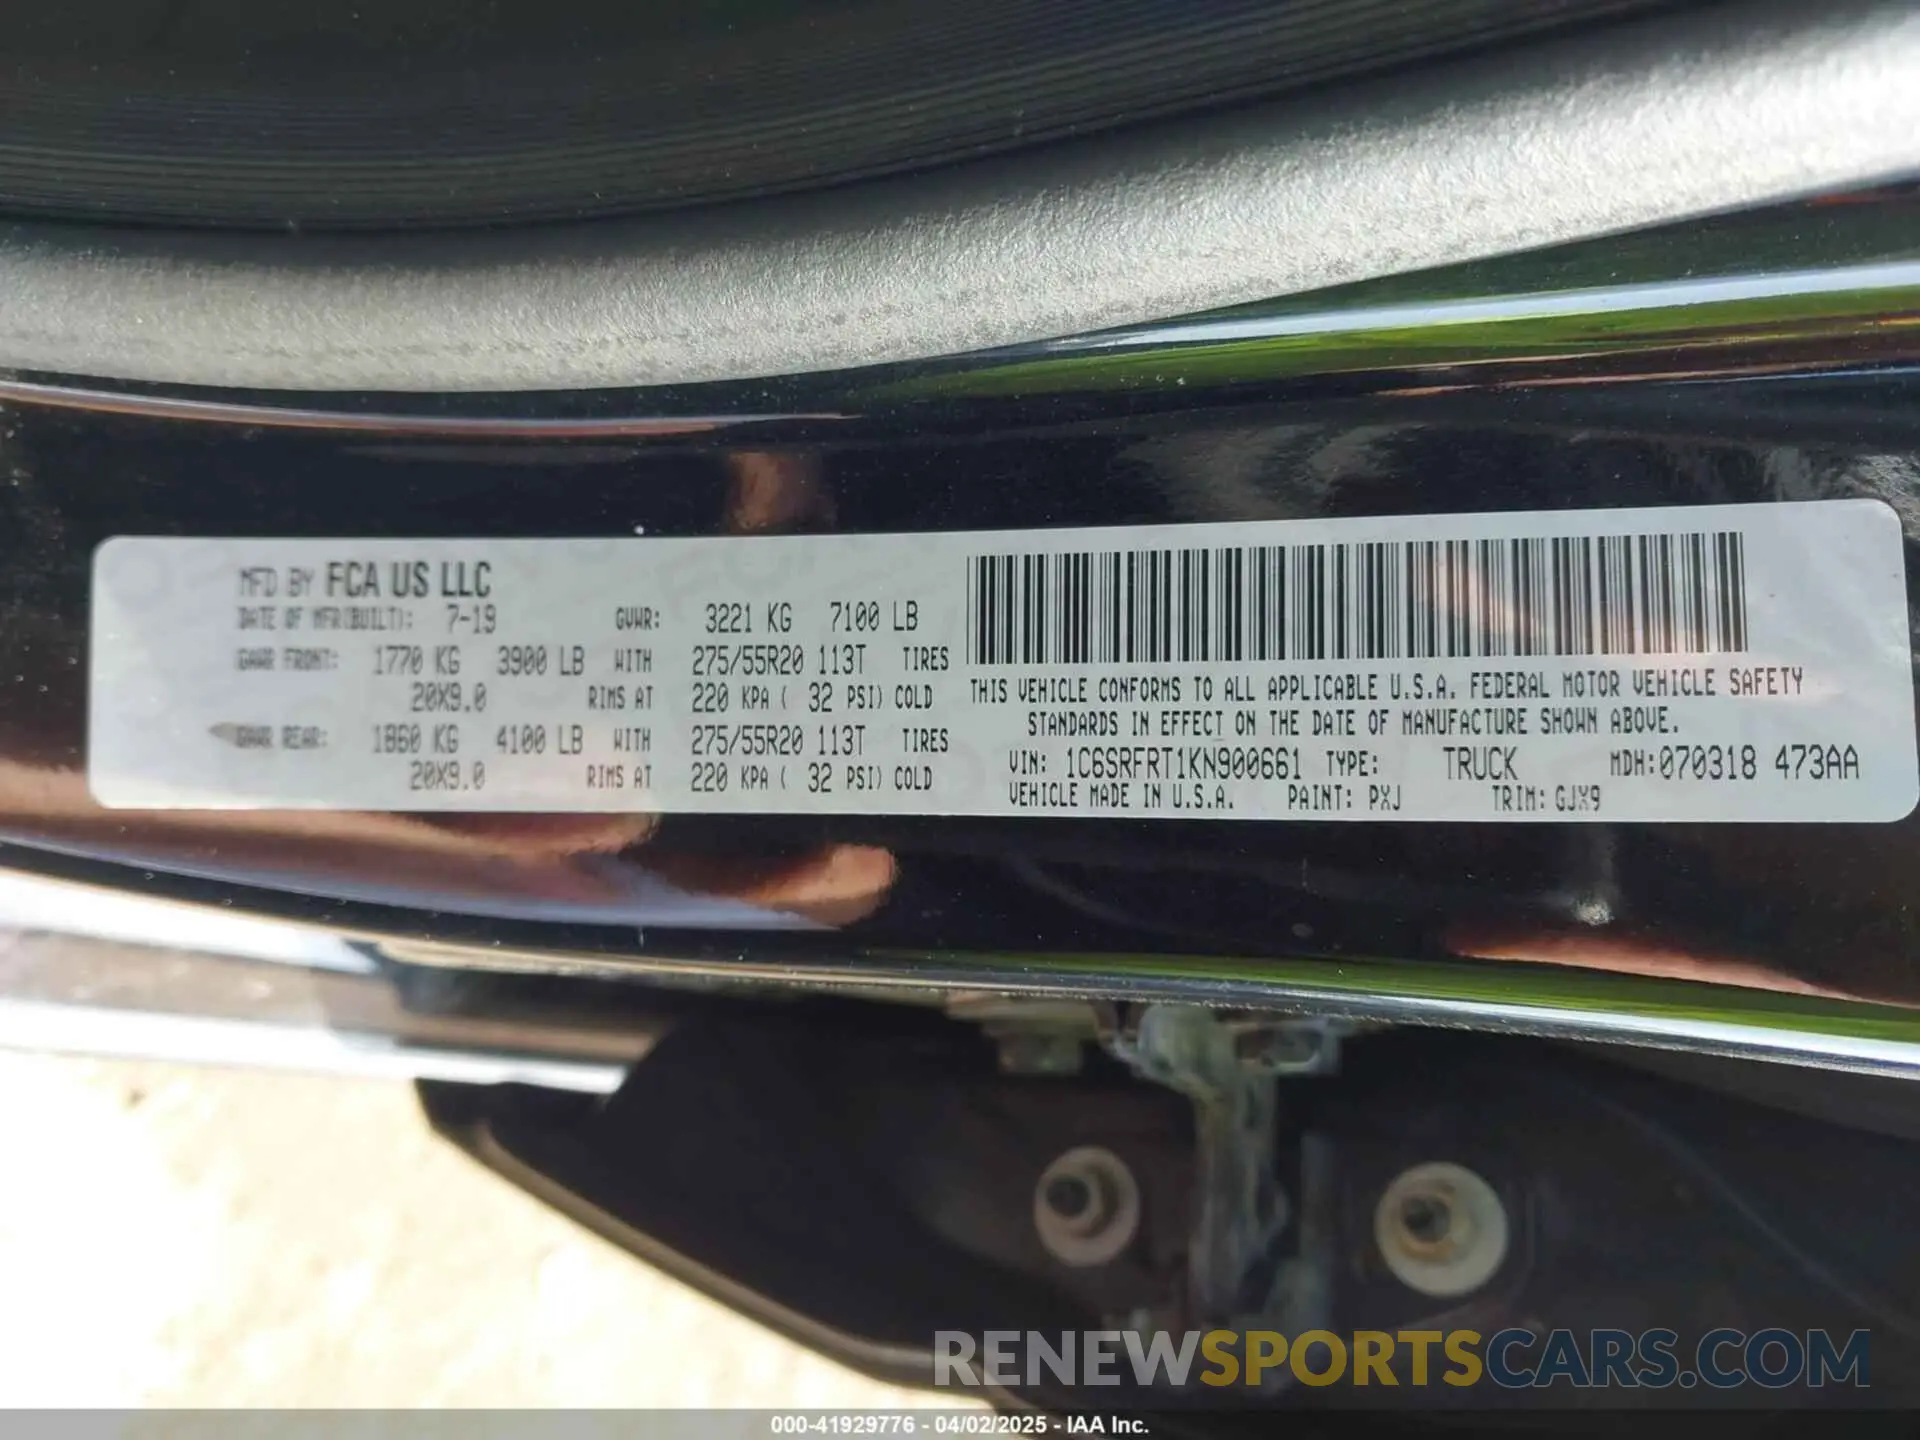 MFD BY FCA US LLC
DATE OF MFR(BUILT): 7-19 GVWR: 3221 KG 7100 LB
GAWR FRONT: 1770 KG 3900 LB WITH 275/55R20 113T TIRES
20X9.0 RIMS AT 220 KPA ( 32 PSI) COLD
GAWR REAR: 1860 KG 4100 LB WITH 275/55R20 113T TIRES
20X9.0 RIMS AT 220 KPA ( 32 PSI) COLD
THIS VEHICLE CONFORMS TO ALL APPLICABLE U.S.A. FEDERAL MOTOR VEHICLE SAFETY
STANDARDS IN EFFECT ON THE DATE OF MANUFACTURE SHOWN ABOVE.
VIN: 1C6SRFRT1KN900661 TYPE: TRUCK MDH:070318 473AA
VEHICLE MADE IN U.S.A. PAINT: PXJ TRIM: GJX9
RENEWSPORTSCARS.COM
000-41929776 - 04/02/2025 - IAA Inc.